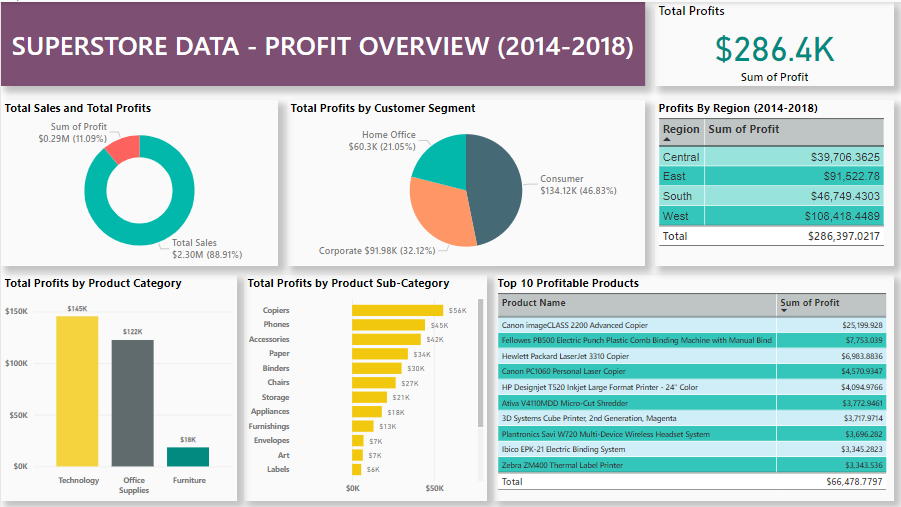 SUPERSTORE DATA - PROFIT OVERVIEW (2014-2018)
Total Profits
$286.4K
Sum of Profit
Total Sales and Total Profits
Sum of Profit
$0.29M (11.09%)
Total Sales
$2.30M (88.91%)
Total Profits by Customer Segment
Home Office
$60.3K (21.05%)
Consumer
$134.12K (46.83%)
Corporate $91.98K (32.12%)
Profits By Region (2014-2018)
Region Sum of Profit
Central $39,706.3625
East $91,522.78
South $46,749.4303
West $108,418.4489
Total $286,397.0217
Total Profits by Product Category
$150K
$100K
$50K
$0K
$145K
$122K
$18K
Technology
Office
Supplies
Furniture
Total Profits by Product Sub-Category
Copiers $56K
Phones $45K
Accessories $42K
Paper $34K
Binders $30K
Chairs $27K
Storage $21K
Appliances $18K
Furnishings $13K
Envelopes $7K
Art $7K
Labels $6K
$0K $50K
Top 10 Profitable Products
Product Name Sum of Profit
Canon imageCLASS 2200 Advanced Copier $25,199.928
Fellowes PB500 Electric Punch Plastic Comb Binding Machine with Manual Bind $7,753.039
Hewlett Packard LaserJet 3310 Copier $6,983.8836
Canon PC1060 Personal Laser Copier $4,570.9347
HP Designjet T520 Inkjet Large Format Printer - 24" Color $4,094.9766
Ativa V4110MDD Micro-Cut Shredder $3,772.9461
3D Systems Cube Printer, 2nd Generation, Magenta $3,717.9714
Plantronics Savi W720 Multi-Device Wireless Headset System $3,696.282
Ibico EPK-21 Electric Binding System $3,345.2823
Zebra ZM400 Thermal Label Printer $3,343.536
Total $66,478.7797